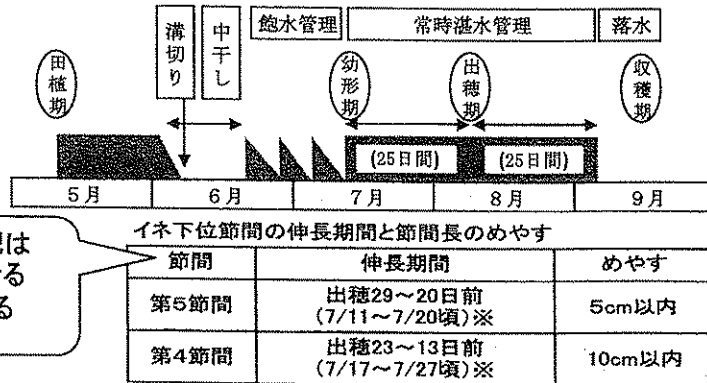 溝切り
中干し
飽水管理
常時湛水管理
落水
田植期
幼形期
出穂期
収穫期
(25日間)
(25日間)
5月
6月
7月
8月
9月
イネ下位節間の伸長期間と節間長のめやす
節間
伸長期間
めやす
第5節間
出穂29～20日前
(7/11～7/20頃)※
5cm以内
第4節間
出穂23～13日前
(7/17～7/27頃)※
10cm以内
は
る
る